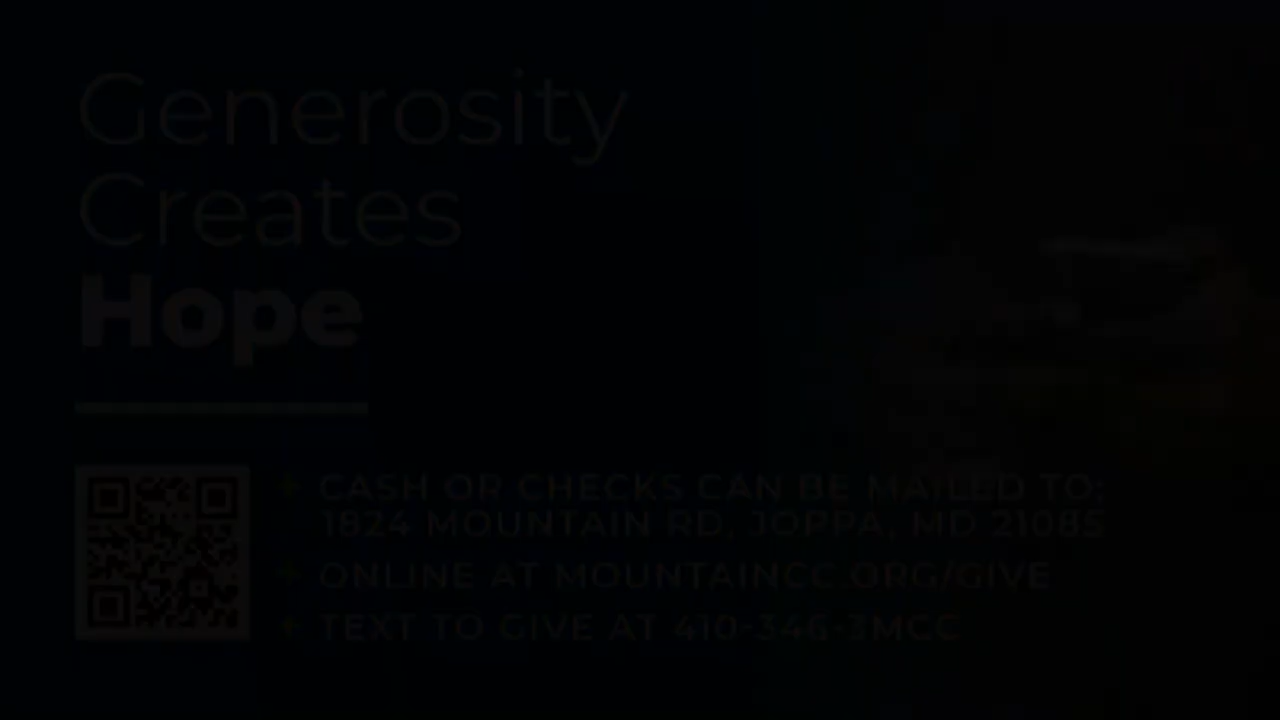 Generosity
Creates
Hope
CASH OR CHECKS CAN BE MAILED TO:
1824 MOUNTAIN RD, JOPPA, MD 21085
ONLINE AT MOUNTAINCC.ORG/GIVE
TEXT TO GIVE AT 410-346-3MCC